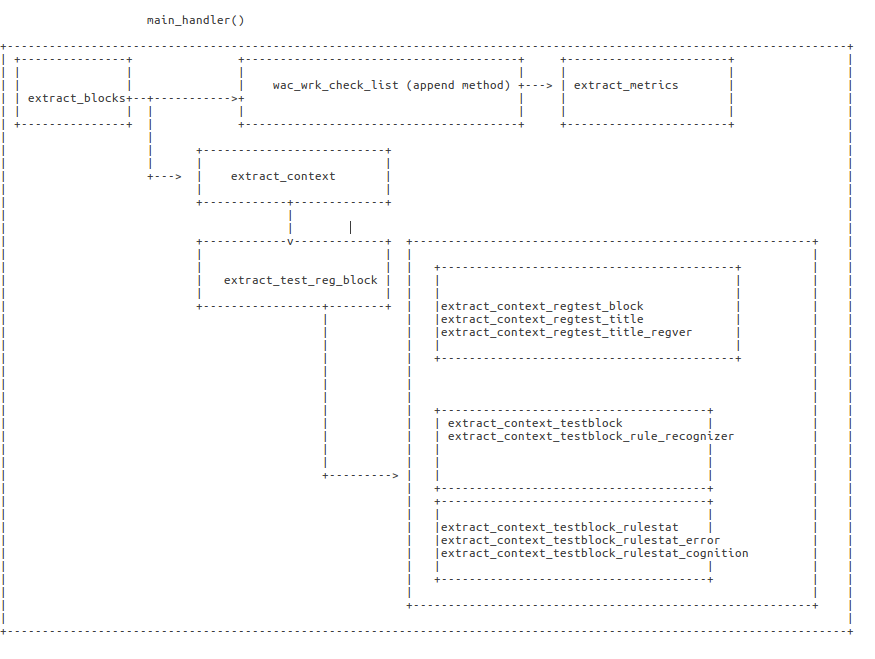 main_handler()
wac_wrk_check_list (append method)
extract_metrics
extract_blocks
extract_context
extract_test_reg_block
extract_context_regtest_block
extract_context_regtest_title
extract_context_regtest_title_regver
extract_context_testblock
extract_context_testblock_rule_recognizer
extract_context_testblock_rulestat
extract_context_testblock_rulestat_error
extract_context_testblock_rulestat_cognition